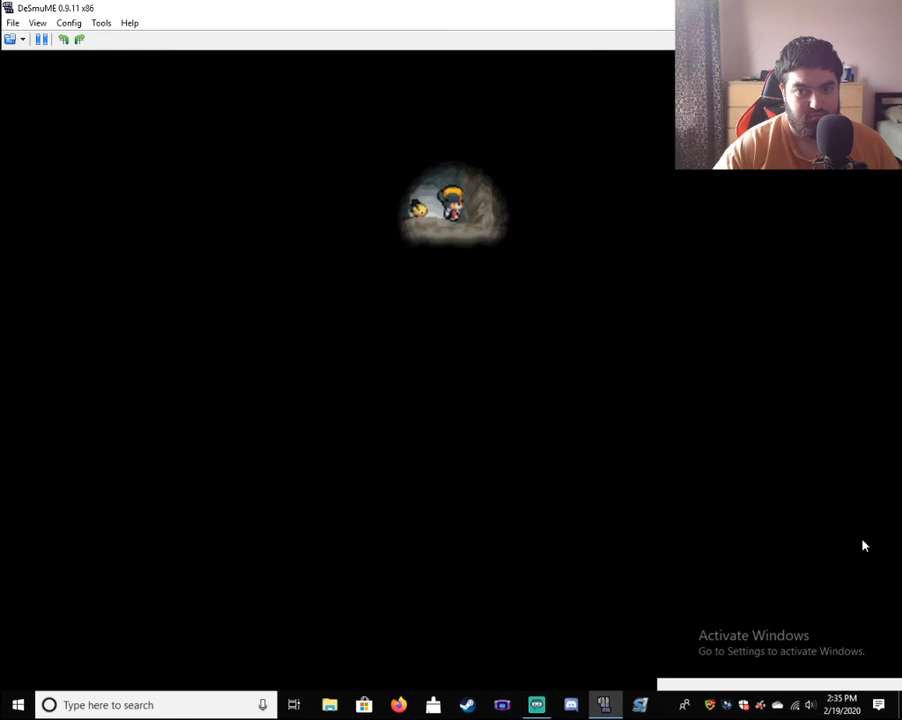 DeSmuME 0.9.11 x86
File View Config Tools Help
Activate Windows
Go to Settings to activate Windows.
Type here to search
2:35 PM
2/19/2020